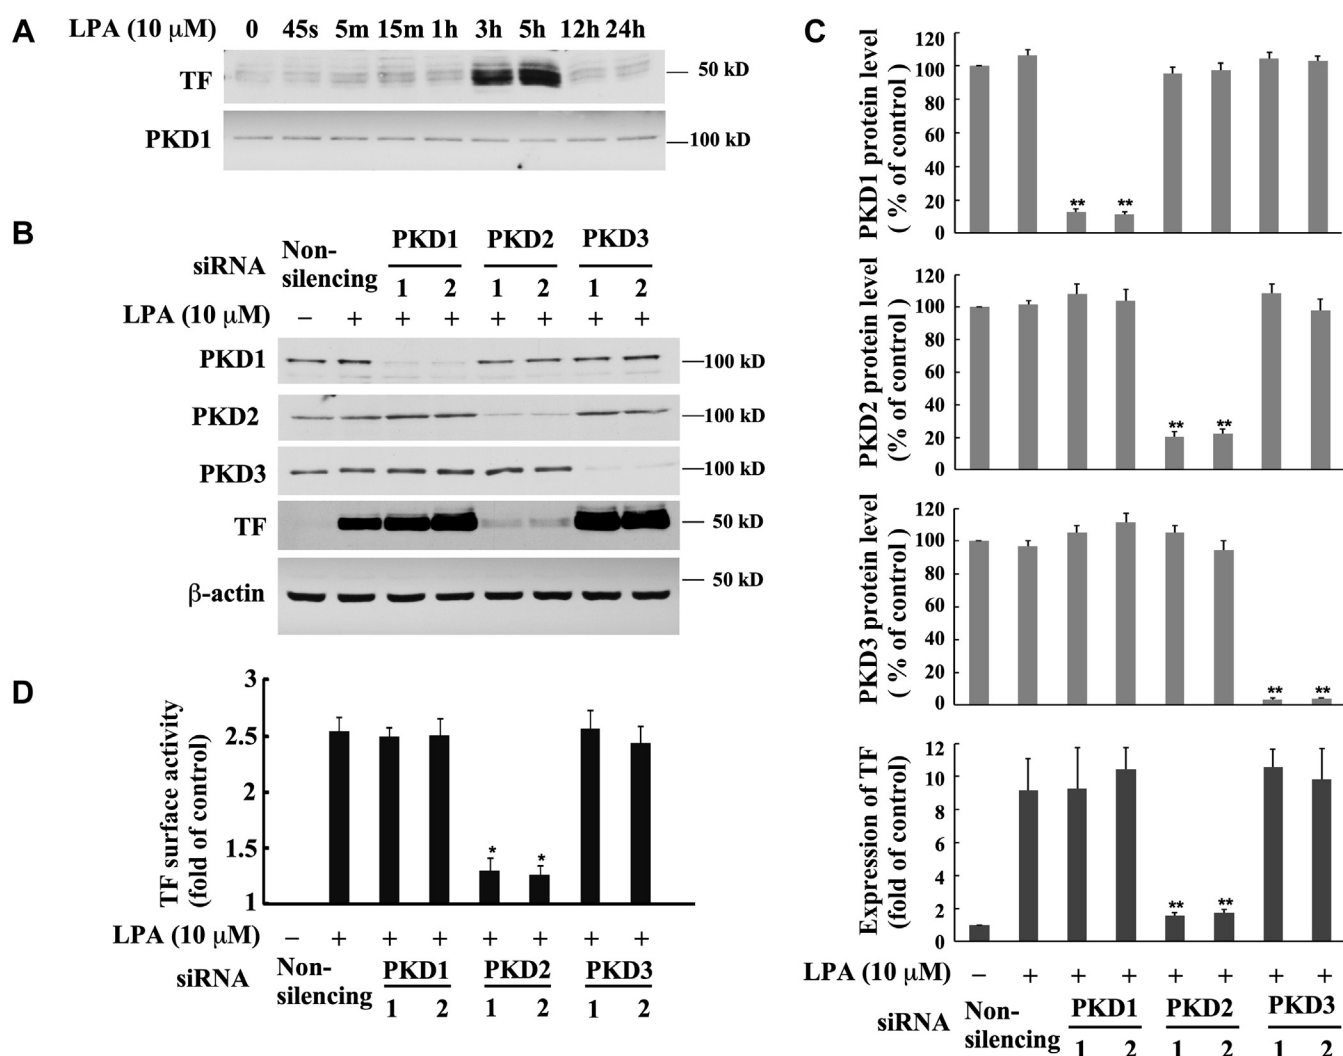 A
LPA (10 µM) 0 45s 5m 15m 1h 3h 5h 12h 24h
TF
50 kD
PKD1
100 kD
B
siRNA
Non-
silencing
PKD1 PKD2 PKD3
1 2 1 2 1 2
LPA (10 µM) − + + + + + + +
PKD1
100 kD
PKD2
100 kD
PKD3
100 kD
TF
50 kD
β-actin
50 kD
D
TF surface activity
(fold of control)
3
2.5
2
1.5
1
* *
LPA (10 µM) − + + + + + + +
siRNA
Non-
silencing
PKD1 PKD2 PKD3
1 2 1 2 1 2
C
PKD1 protein level
( % of control )
120
100
80
60
40
20
0
** **
PKD2 protein level
(% of control )
120
100
80
60
40
20
0
** **
PKD3 protein level
( % of control )
120
100
80
60
40
20
0
** **
Expression of TF
(fold of control)
12
10
8
6
4
2
0
** **
LPA (10 µM) − + + + + + + +
siRNA
Non-
silencing
PKD1 PKD2 PKD3
1 2 1 2 1 2